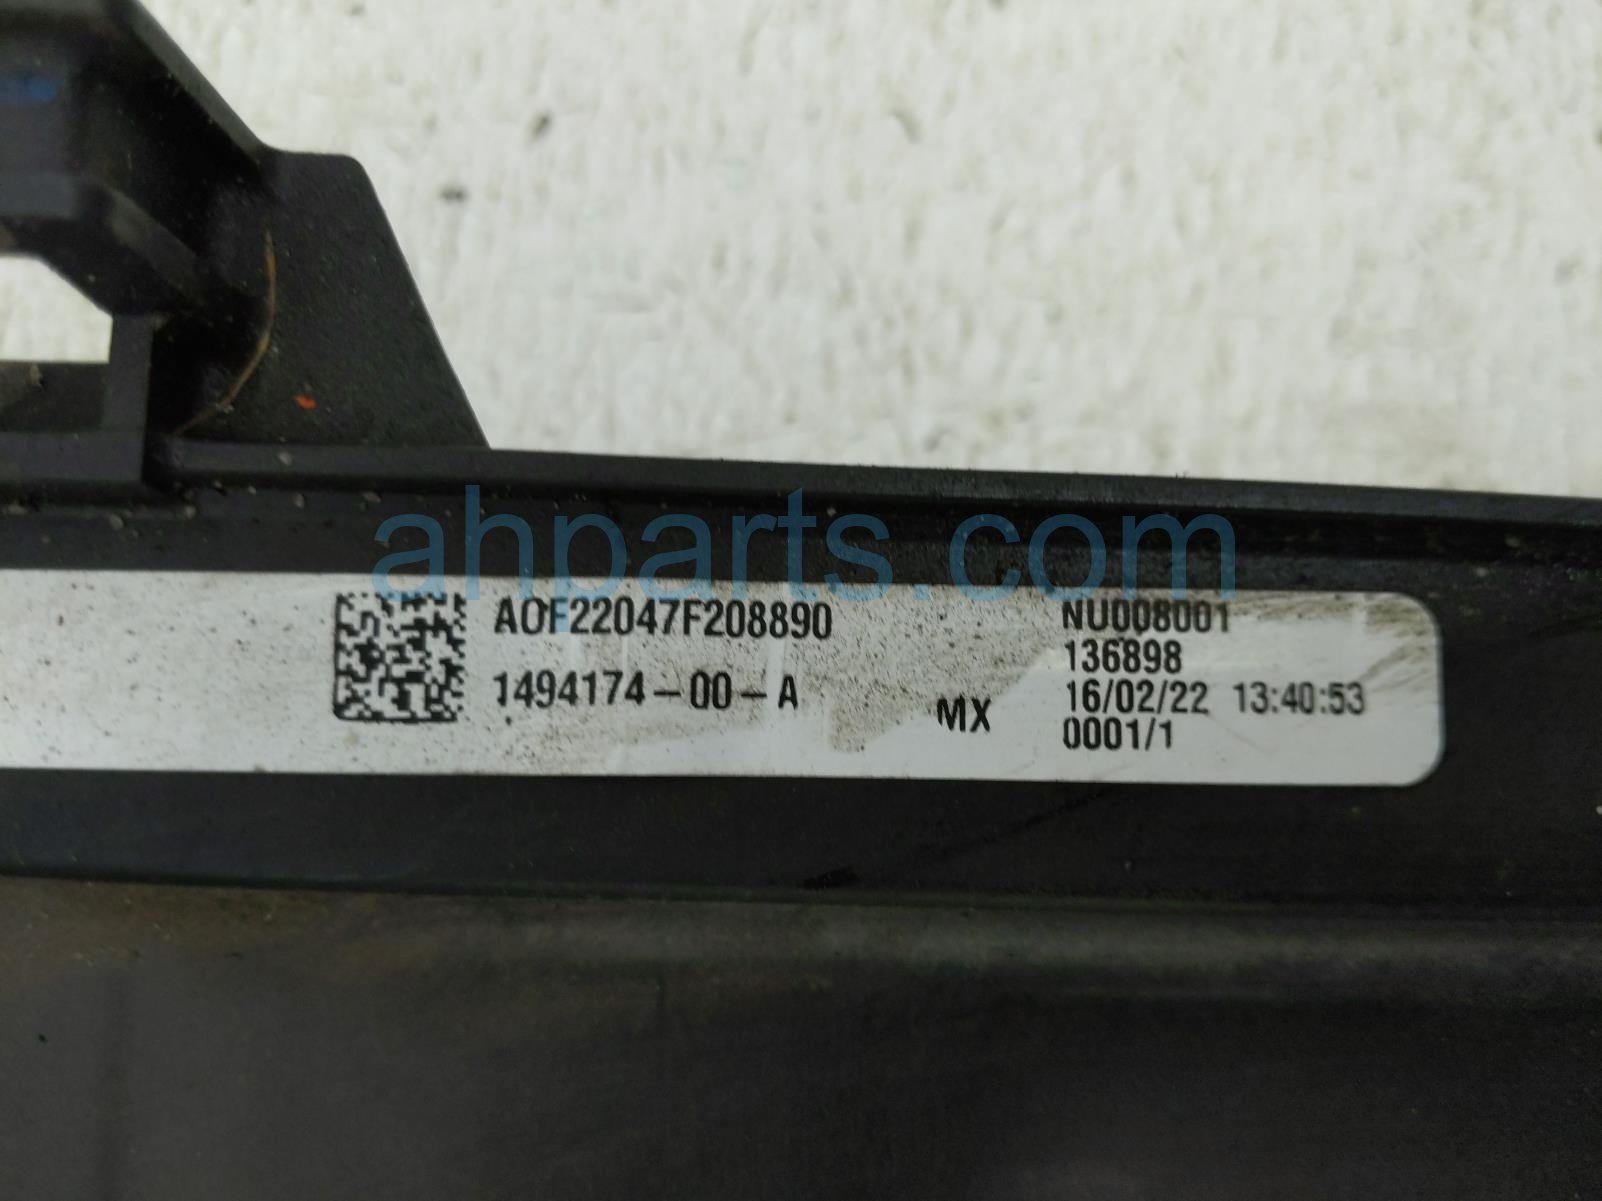 ahparts.com
AOF22047F208890
1494174-00-A
MX
NU008001
136898
16/02/22 13:40:53
0001/1